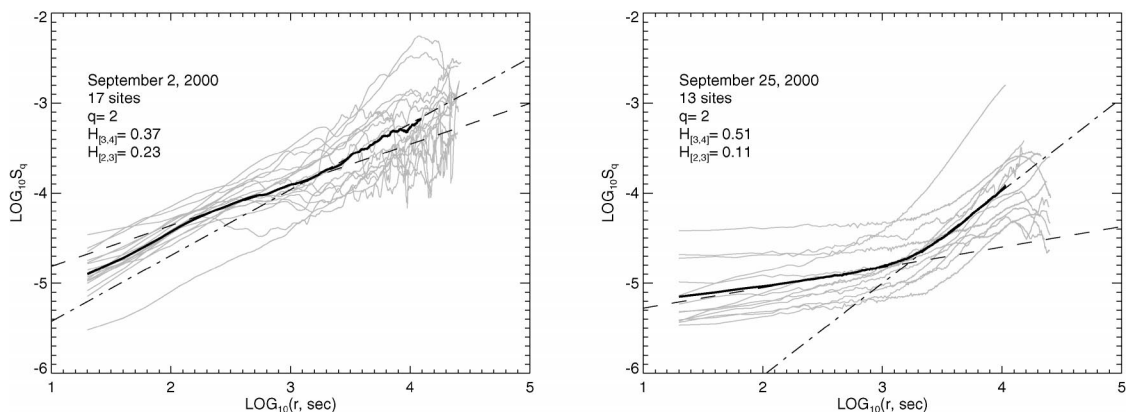 -2
-3
-4
-5
-6
LOG10Sq
September 2, 2000
17 sites
q= 2
H[3,4]= 0.37
H[2,3]= 0.23
1 2 3 4 5
LOG10(r, sec)
-2
-3
-4
-5
-6
LOG10Sq
September 25, 2000
13 sites
q= 2
H[3,4]= 0.51
H[2,3]= 0.11
1 2 3 4 5
LOG10(r, sec)